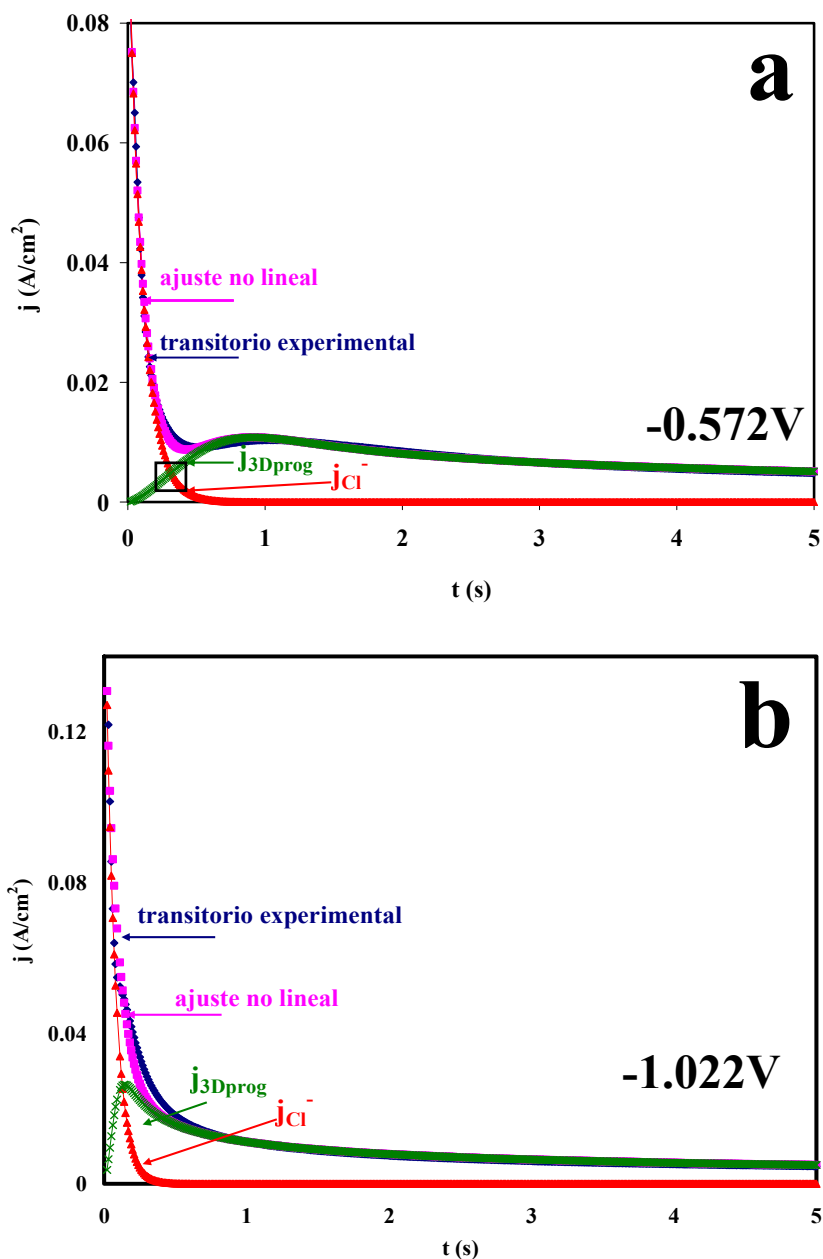 a
0.08
0.06
0.04
0.02
0
j (A/cm²)
ajuste no lineal
transitorio experimental
-0.572V
j3Dprog
jCl-
0 1 2 3 4 5
t (s)
b
0.12
0.08
0.04
0
j (A/cm²)
transitorio experimental
ajuste no lineal
-1.022V
j3Dprog
jCl-
0 1 2 3 4 5
t (s)